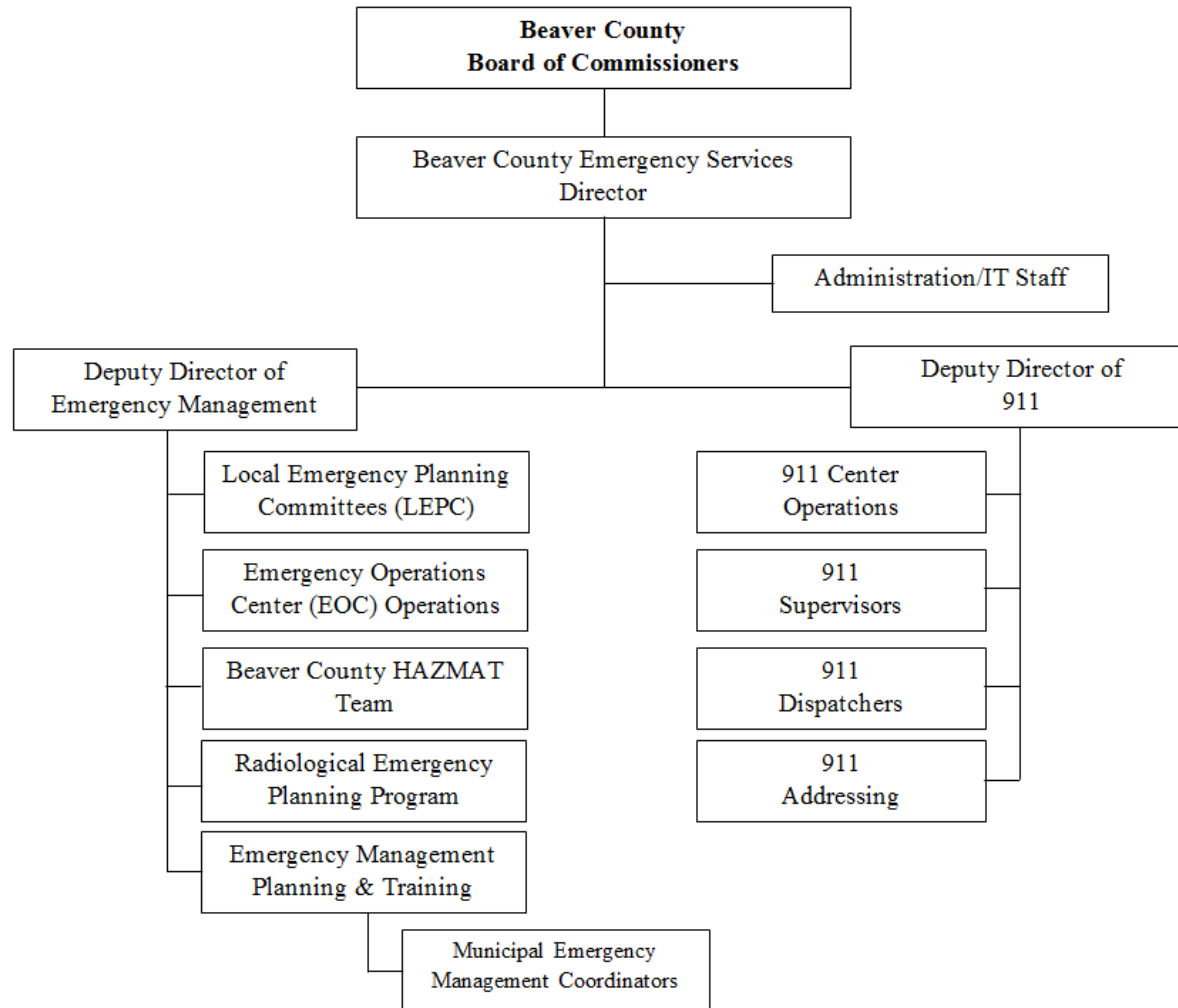 Beaver County
Board of Commissioners
Beaver County Emergency Services
Director
Administration/IT Staff
Deputy Director of
Emergency Management
Deputy Director of
911
Local Emergency Planning
Committees (LEPC)
Emergency Operations
Center (EOC) Operations
Beaver County HAZMAT
Team
Radiological Emergency
Planning Program
Emergency Management
Planning & Training
Municipal Emergency
Management Coordinators
911 Center
Operations
911
Supervisors
911
Dispatchers
911
Addressing